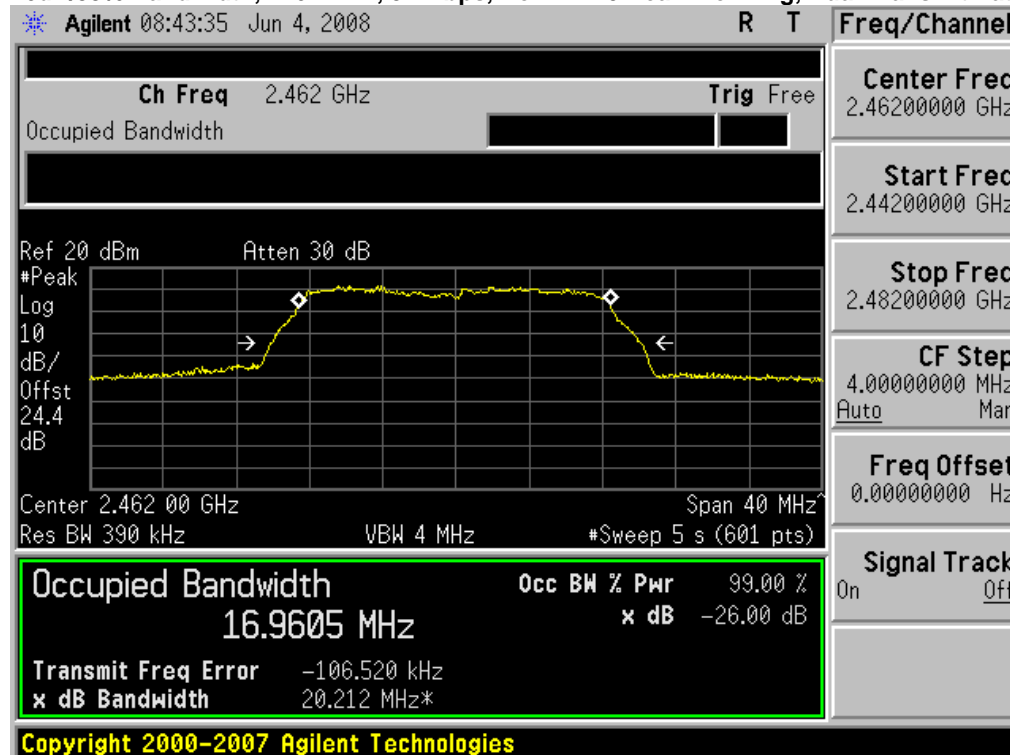 Agilent 08:43:35 Jun 4, 2008 R T
Freq/Channel
Ch Freq 2.462 GHz Trig Free
Occupied Bandwidth
Center Freq
2.46200000 GHz
Start Freq
2.44200000 GHz
Stop Freq
2.48200000 GHz
CF Step
4.00000000 MHz
Auto Man
Freq Offset
0.00000000 Hz
Signal Track
On Off
Ref 20 dBm Atten 30 dB
#Peak
Log
10
dB/
Offst
24.4
dB
Center 2.462 00 GHz Span 40 MHz^
Res BW 390 kHz VBW 4 MHz #Sweep 5 s (601 pts)
Occupied Bandwidth
16.9605 MHz
Occ BW % Pwr 99.00 %
x dB -26.00 dB
Transmit Freq Error -106.520 kHz
x dB Bandwidth 20.212 MHz*
Copyright 2000-2007 Agilent Technologies